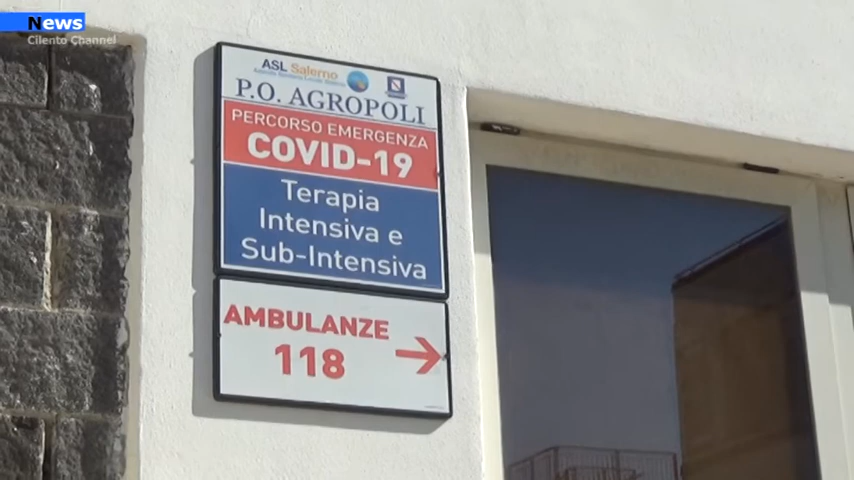 News
Cilento Channel
ASL Salerno
P.O. AGROPOLI
PERCORSO EMERGENZA
COVID-19
Terapia
Intensiva e
Sub-Intensiva
AMBULANZE
118